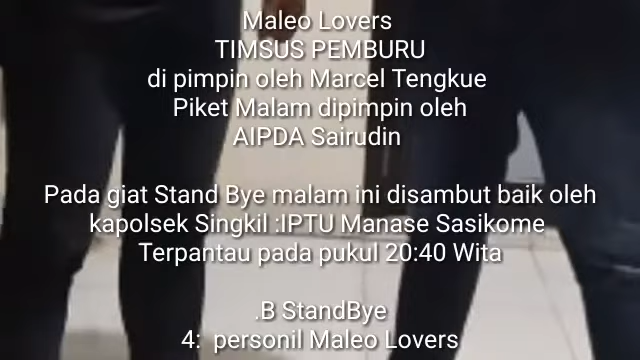 Maleo Lovers
TIMSUS PEMBURU
di pimpin oleh Marcel Tengkue
Piket Malam dipimpin oleh
AIPDA Sairudin
Pada giat Stand Bye malam ini disambut baik oleh
kapolsek Singkil :IPTU Manase Sasikome
Terpantau pada pukul 20:40 Wita
.B StandBye
4:  personil Maleo Lovers